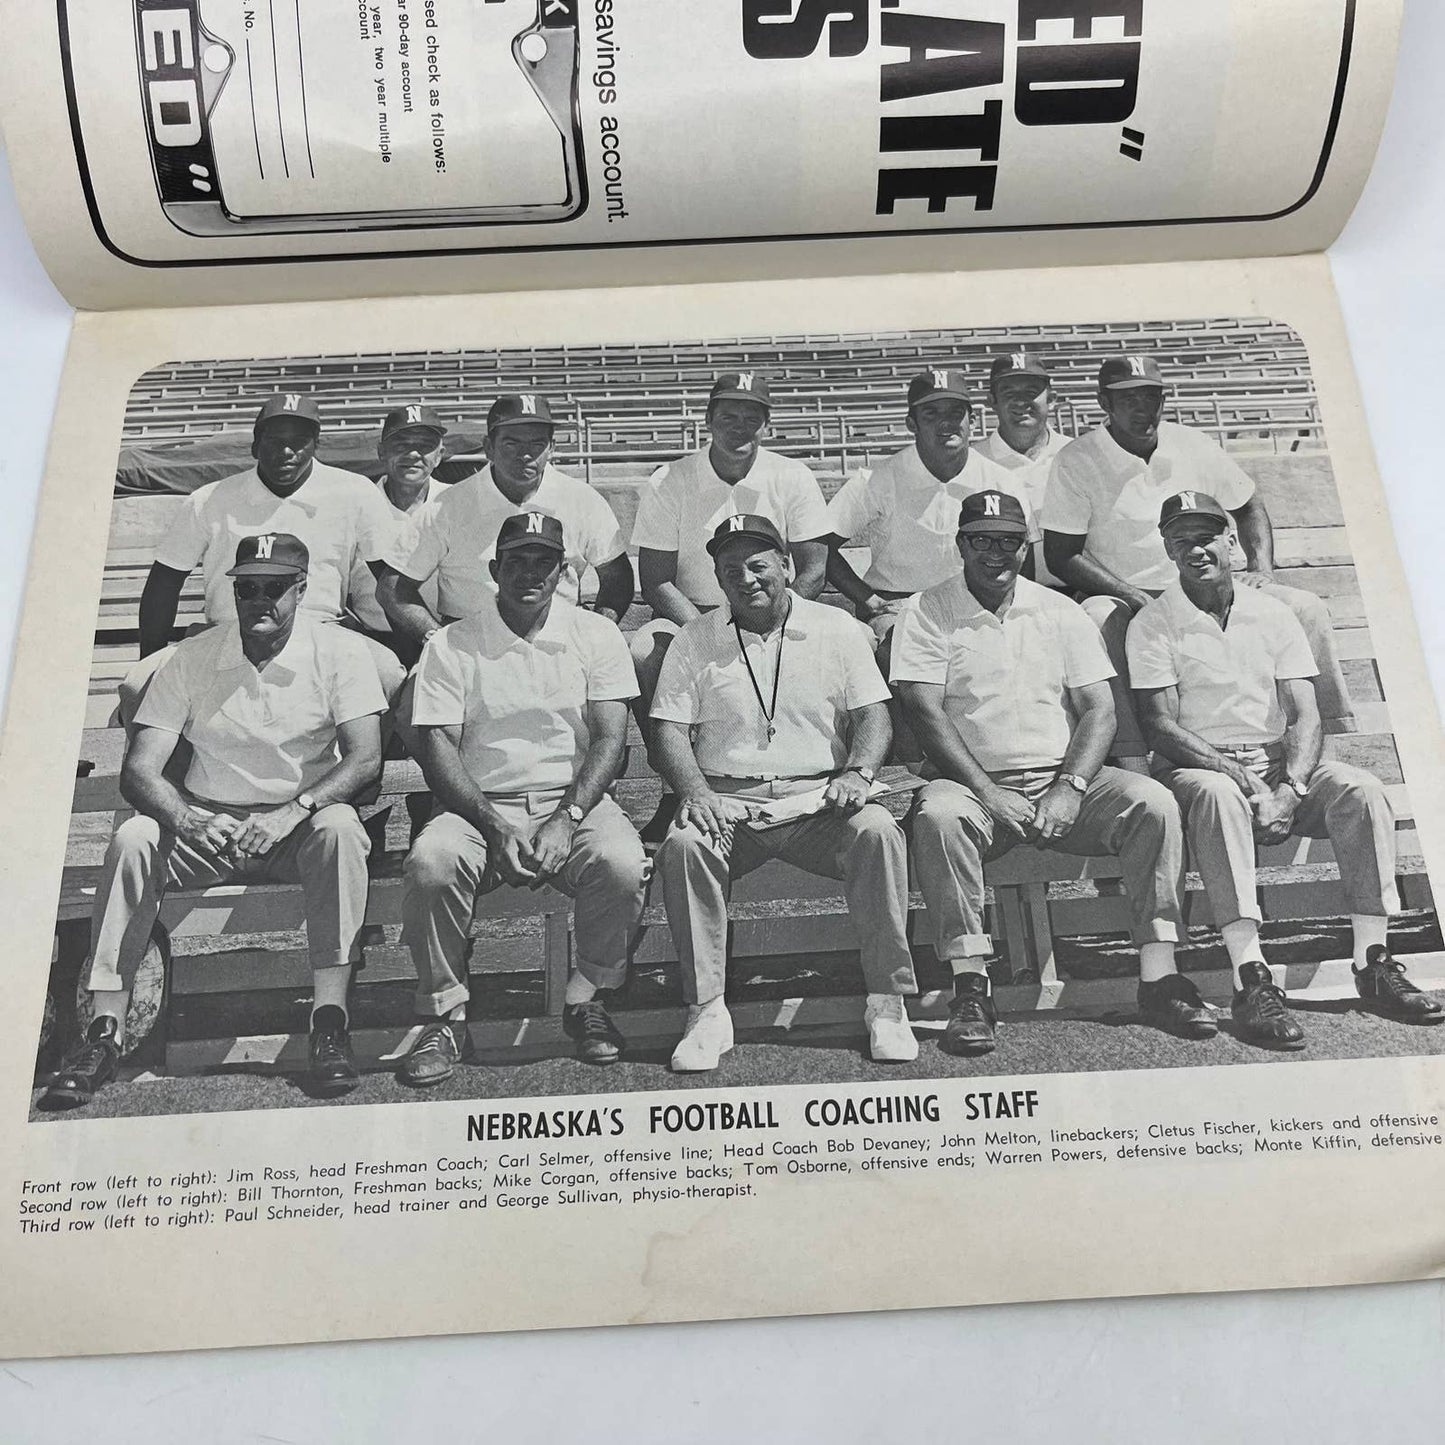 ED"
LATE
S
savings account.
sed check as follows:
90-day account
year, two year multiple
ccount
. No.
K
ED"
N
N
N
N
N
N
N
N
N
N
N
N
NEBRASKA'S FOOTBALL COACHING STAFF
Front row (left to right): Jim Ross, head Freshman Coach; Carl Selmer, offensive line; Head Coach Bob Devaney; John Melton, linebackers; Cletus Fischer, kickers and offensive
Second row (left to right): Bill Thornton, Freshman backs; Mike Corgan, offensive backs; Tom Osborne, offensive ends; Warren Powers, defensive backs; Monte Kiffin, defensive
Third row (left to right): Paul Schneider, head trainer and George Sullivan, physio-therapist.